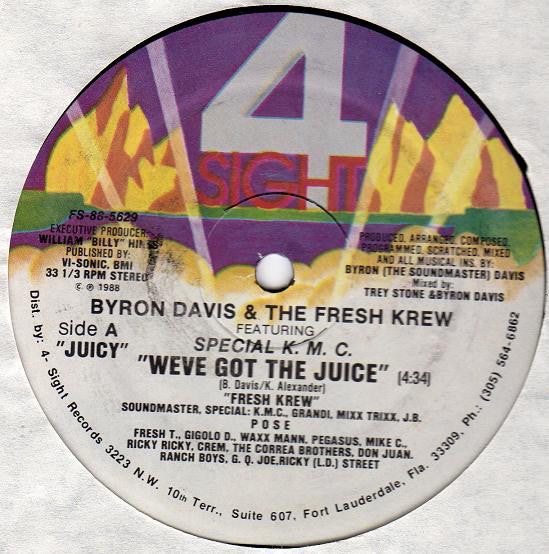 4
SIGHT
FS-88-5629
EXECUTIVE PRODUCER:
WILLIAM "BILLY" HINES
PUBLISHED BY:
VI-SONIC, BMI
33 1/3 RPM STEREO
© ℗ 1988
PRODUCED, ARRANGED, COMPOSED,
PROGRAMMED, SCRATCHED, MIXED
AND ALL MUSICAL INS. BY:
BYRON (THE SOUNDMASTER) DAVIS
Mixed by:
TREY STONE &BYRON DAVIS
BYRON DAVIS & THE FRESH KREW
FEATURING
Side A
SPECIAL K. M. C.
"JUICY"
"WEVE GOT THE JUICE" [4:34]
[B. Davis/K. Alexander]
"FRESH KREW"
SOUNDMASTER, SPECIAL: K.M.C., GRANDI, MIXX TRIXX, J.B.
POSE
FRESH T., GIGOLO D., WAXX MANN, PEGASUS, MIKE C.,
RICKY RICKY, CREM, THE CORREA BROTHERS, DON JUAN.
RANCH BOYS, G. Q. JOE,RICKY (L.D.) STREET
Dist. by: 4- Sight Records 3223 N.W. 10th Terr., Suite 607, Fort Lauderdale, Fla. 33309, Ph.: (305) 564-6862